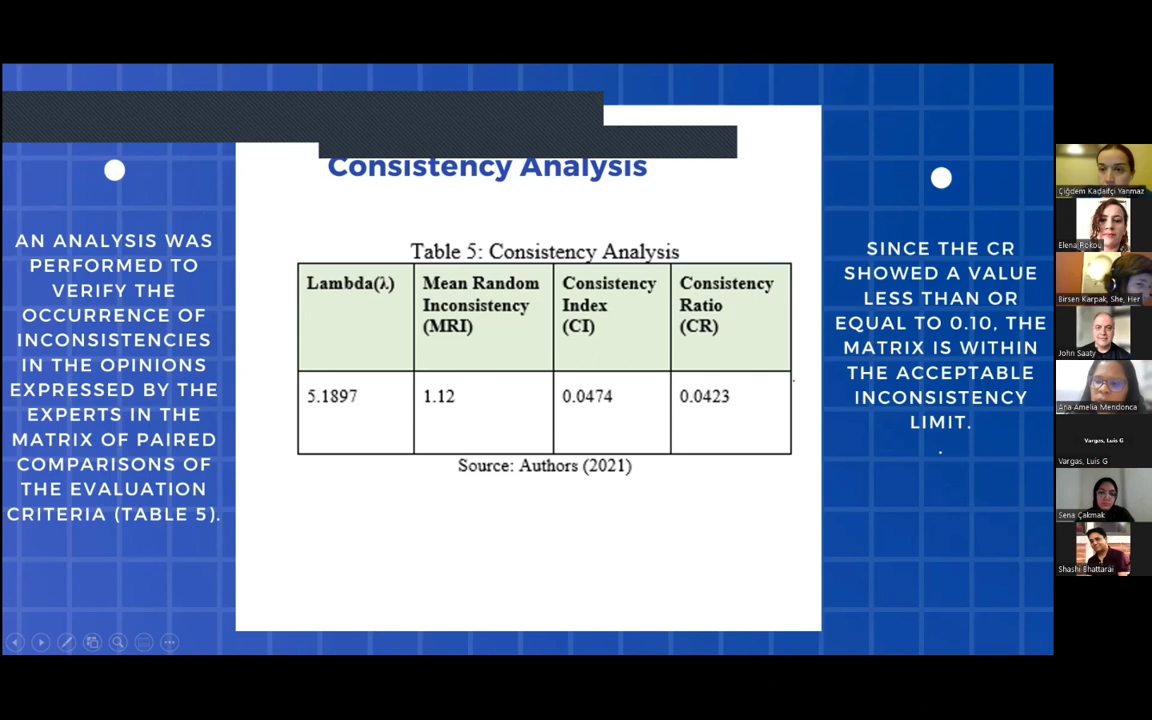 Consistency Analysis
AN ANALYSIS WAS
PERFORMED TO
VERIFY THE
OCCURRENCE OF
INCONSISTENCIES
IN THE OPINIONS
EXPRESSED BY THE
EXPERTS IN THE
MATRIX OF PAIRED
COMPARISONS OF
THE EVALUATION
CRITERIA (TABLE 5).
Table 5: Consistency Analysis
Lambda(λ) Mean Random Inconsistency (MRI) Consistency Index (CI) Consistency Ratio (CR)
5.1897 1.12 0.0474 0.0423
Source: Authors (2021)
SINCE THE CR
SHOWED A VALUE
LESS THAN OR
EQUAL TO 0.10, THE
MATRIX IS WITHIN
THE ACCEPTABLE
INCONSISTENCY
LIMIT.
.
Çiğdem Kadaifçi Yanmaz
Elena Rokou
Birsen Karpak, She, Her
John Saaty
Ana Amelia Mendonca
Vargas, Luis G
Vargas, Luis G
Sena Çakmak
Shashi Bhattarai